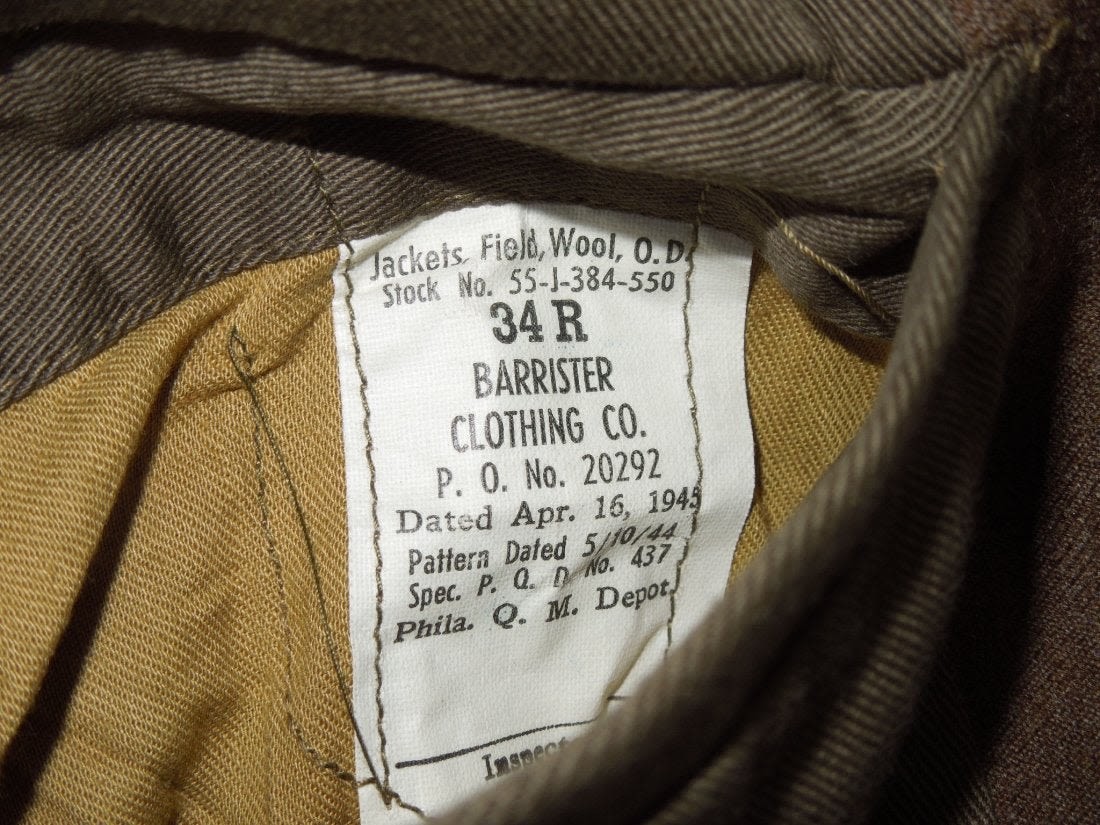 Jackets, Field, Wool, O.D.
Stock No. 55-J-384-550
34 R
BARRISTER
CLOTHING CO.
P. O. No. 20292
Dated Apr. 16, 1945
Pattern Dated 5/10/44
Spec. P. Q. D. No. 437
Phila. Q. M. Depot.